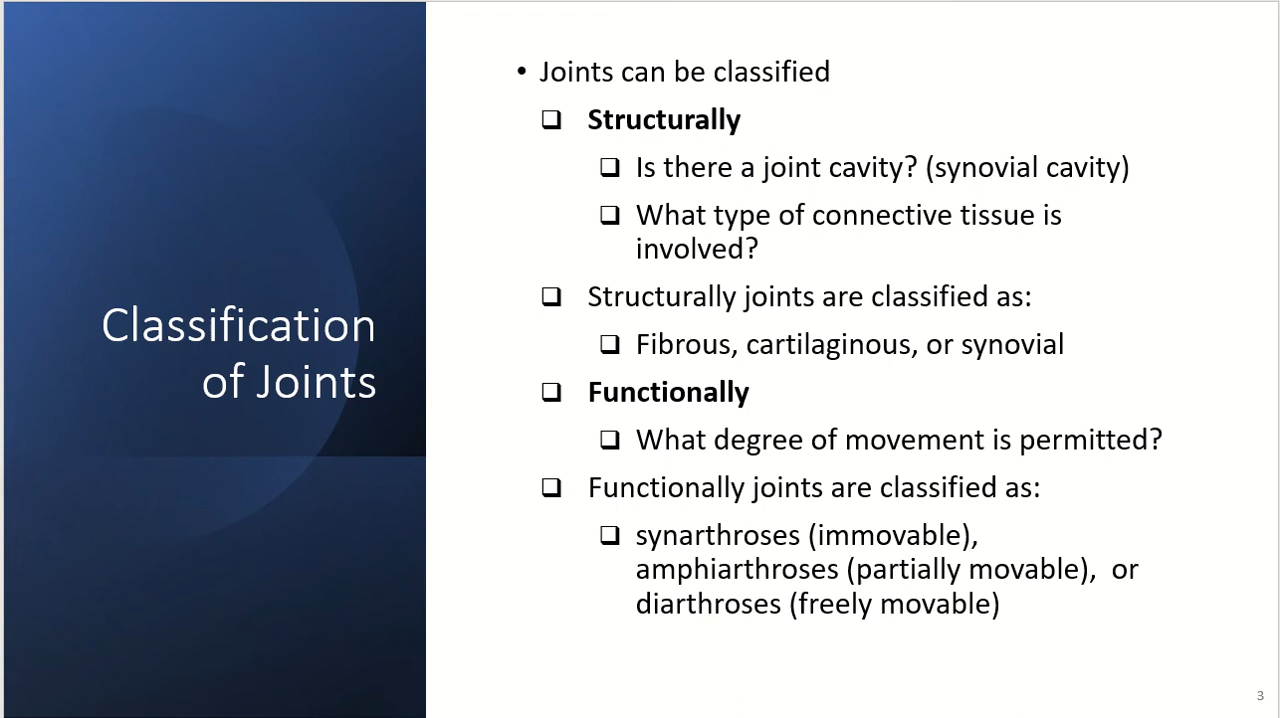 Classification
of Joints
• Joints can be classified
❑ Structurally
❑ Is there a joint cavity? (synovial cavity)
❑ What type of connective tissue is
involved?
❑ Structurally joints are classified as:
❑ Fibrous, cartilaginous, or synovial
❑ Functionally
❑ What degree of movement is permitted?
❑ Functionally joints are classified as:
❑ synarthroses (immovable),
amphiarthroses (partially movable),  or
diarthroses (freely movable)
3